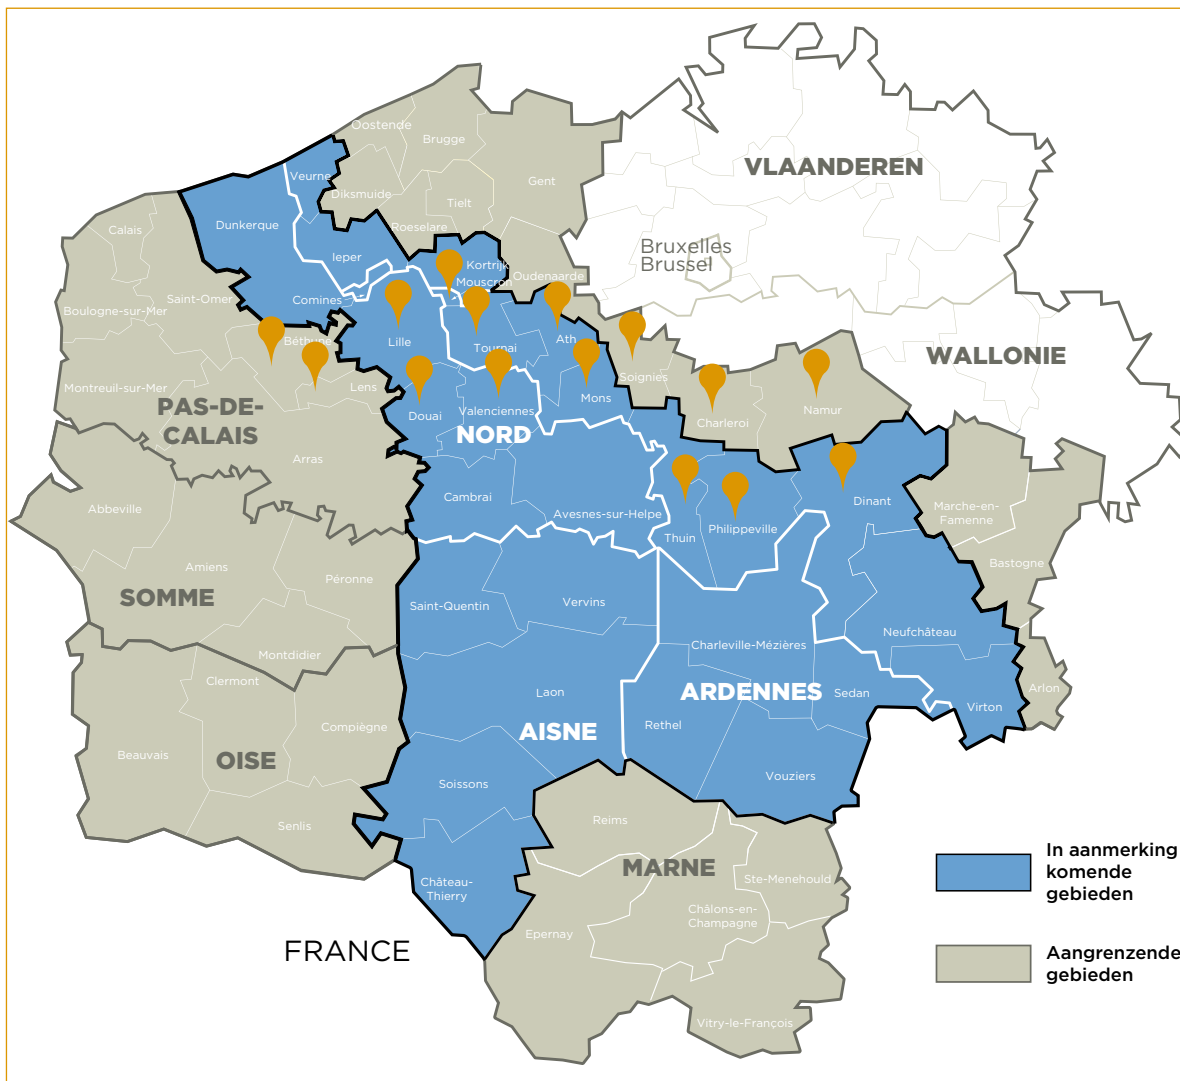 Oostende
Brugge
VLAANDEREN
Gent
Veurne
Diksmuide
Tielt
Dunkerque
Roeselare
Calais
Ieper
Bruxelles
Brussel
Kortrijk
Oudenaarde
Mouscron
Saint-Omer
Comines
Boulogne-sur-Mer
Béthune
Lille
Tournai
Ath
WALLONIE
Soignies
Montreuil-sur-Mer
Lens
Mons
PAS-DE-
CALAIS
Douai
Valenciennes
NORD
Charleroi
Namur
Arras
Cambrai
Avesnes-sur-Helpe
Thuin
Philippeville
Dinant
Marche-en-
Famenne
Abbeville
Amiens
Péronne
Bastogne
SOMME
Saint-Quentin
Vervins
Neufchâteau
Montdidier
Charleville-Mézières
Clermont
Laon
ARDENNES
Sedan
Arlon
Virton
Compiègne
AISNE
Rethel
Beauvais
OISE
Soissons
Vouziers
Senlis
Reims
MARNE
Château-
Thierry
Ste-Menehould
Châlons-en-
Champagne
Epernay
FRANCE
Vitry-le-François
In aanmerking
komende
gebieden
Aangrenzende
gebieden